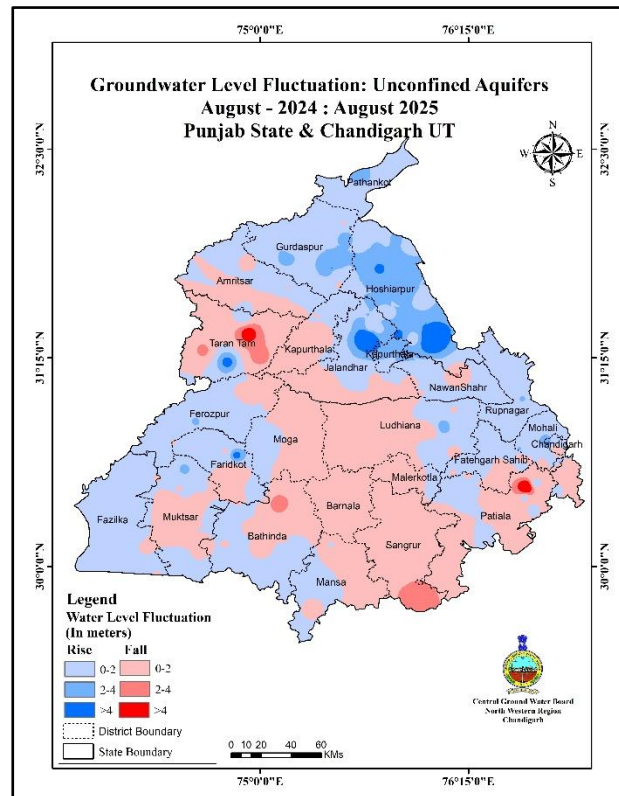 Groundwater Level Fluctuation: Unconfined Aquifers
August - 2024 : August 2025
Punjab State & Chandigarh UT
75°0'0"E 76°15'0"E
32°30'0"N 32°30'0"N
31°15'0"N 31°15'0"N
30°0'0"N 30°0'0"N
N
W E
S
Pathankot
Gurdaspur
Amritsar
Hoshiarpur
Taran Tarn
Kapurthala
Kapurthala
Jalandhar
NawanShahr
Rupnagar
Ferozpur
Moga
Ludhiana
Mohali
Chandigarh
Fatehgarh Sahib
Faridkot
Malerkotla
Fazilka
Muktsar
Barnala
Patiala
Bathinda
Sangrur
Mansa
Legend
Water Level Fluctuation
(In meters)
Rise Fall
0-2 0-2
2-4 2-4
>4 >4
District Boundary
State Boundary
0 10 20 40 60
KMs
Central Ground Water Board
North Western Region
Chandigarh
75°0'0"E 76°15'0"E